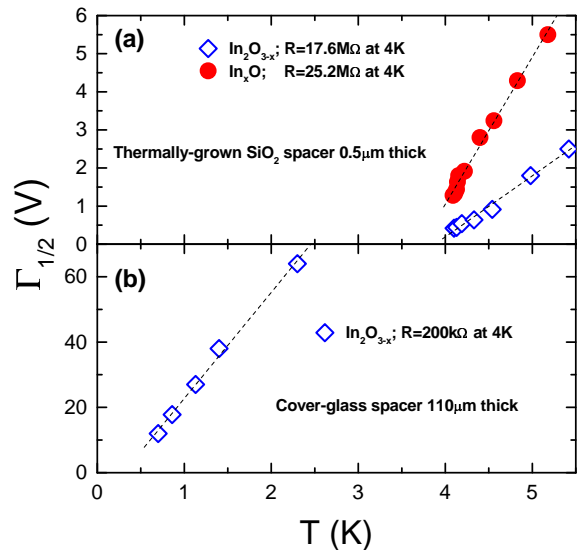 (a)
In₂O₃₋ₓ; R=17.6MΩ at 4K
InₓO; R=25.2MΩ at 4K
Thermally-grown SiO₂ spacer 0.5μm thick
6
5
4
3
2
1
0
Γ₁/₂ (V)
(b)
In₂O₃₋ₓ; R=200kΩ at 4K
Cover-glass spacer 110μm thick
60
40
20
0
0 1 2 3 4 5
T (K)